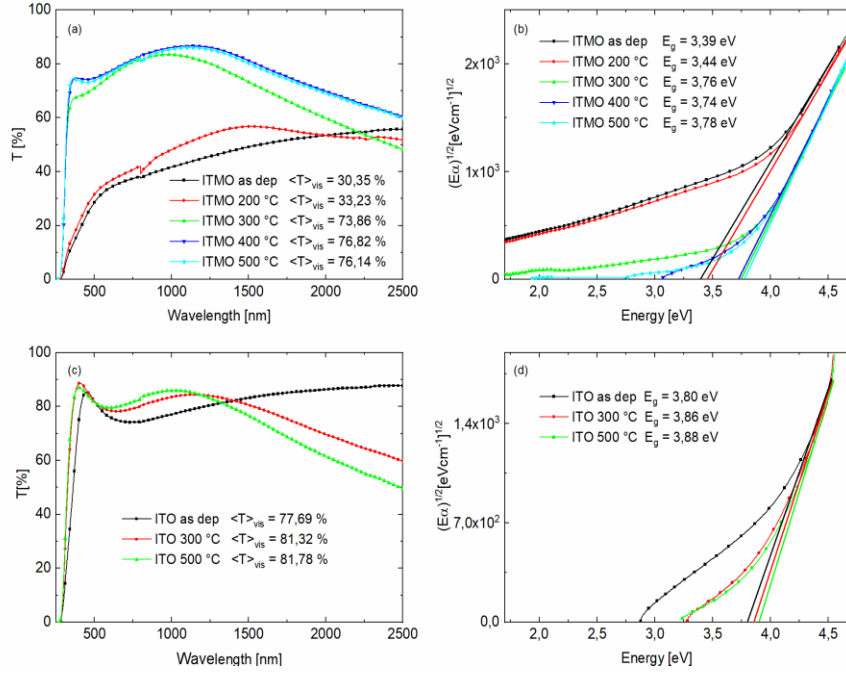 (a)
T [%]
100
80
60
40
20
0
ITMO as dep <T>vis = 30,35 %
ITMO 200 °C <T>vis = 33,23 %
ITMO 300 °C <T>vis = 73,86 %
ITMO 400 °C <T>vis = 76,82 %
ITMO 500 °C <T>vis = 76,14 %
500 1000 1500 2000 2500
Wavelength [nm]
(b)
(Eα)^1/2 [eVcm⁻¹]^1/2
2x10³
1x10³
0
ITMO as dep Eg = 3,39 eV
ITMO 200 °C Eg = 3,44 eV
ITMO 300 °C Eg = 3,76 eV
ITMO 400 °C Eg = 3,74 eV
ITMO 500 °C Eg = 3,78 eV
2,0 2,5 3,0 3,5 4,0 4,5
Energy [eV]
(c)
T[%]
100
80
60
40
20
0
ITO as dep <T>vis = 77,69 %
ITO 300 °C <T>vis = 81,32 %
ITO 500 °C <T>vis = 81,78 %
500 1000 1500 2000 2500
Wavelength [nm]
(d)
(Eα)^1/2[eVcm⁻¹]^1/2
1,4x10³
7,0x10²
0,0
ITO as dep Eg = 3,80 eV
ITO 300 °C Eg = 3,86 eV
ITO 500 °C Eg = 3,88 eV
2,0 2,5 3,0 3,5 4,0 4,5
Energy [eV]